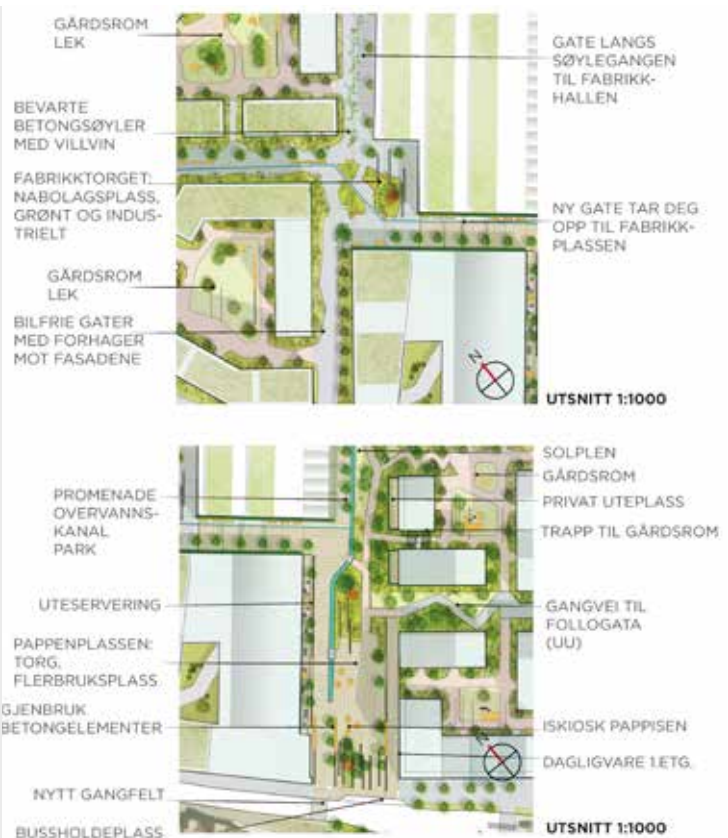 GÅRDSROM
LEK
BEVARTE
BETONGSØYLER
MED VILLVIN
FABRIKKTORGET:
NABOLAGSPLASS,
GRØNT OG INDUS-
TRIELT
GÅRDSROM
LEK
BILFRIE GATER
MED FORHAGER
MOT FASADENE
GATE LANGS
SØYLEGANGEN
TIL FABRIKK-
HALLEN
NY GATE TAR DEG
OPP TIL FABRIKK-
PLASSEN
N
UTSNITT 1:1000
PROMENADE
OVERVANNS-
KANAL
PARK
UTESERVERING
PAPPENPLASSEN:
TORG,
FLERBRUKSPLASS
GJENBRUK
BETONGELEMENTER
NYTT GANGFELT
BUSSHOLDEPLASS
SOLPLEN
GÅRDSROM
PRIVAT UTEPLASS
TRAPP TIL GÅRDSROM
GANGVEI TIL
FOLLOGATA
(UU)
ISKIOSK PAPPISEN
DAGLIGVARE 1.ETG.
N
UTSNITT 1:1000